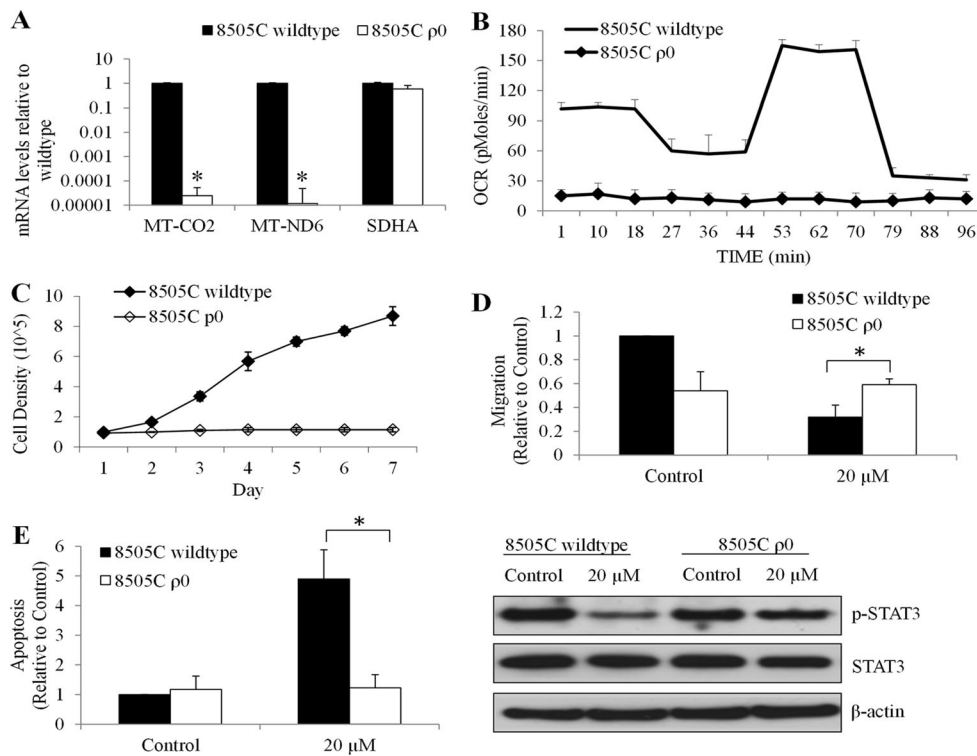 A
8505C wildtype
8505C ρ0
mRNA levels relative to
wildtype
10
1
0.1
0.01
0.001
0.0001
0.00001
*
*
MT-CO2
MT-ND6
SDHA
B
8505C wildtype
8505C ρ0
OCR (pMoles/min)
180
150
120
90
60
30
0
1 10 18 27 36 44 53 62 70 79 88 96
TIME (min)
C
8505C wildtype
8505C p0
Cell Density (10^5)
10
8
6
4
2
0
1 2 3 4 5 6 7
Day
D
8505C wildtype
8505C ρ0
Migration
(Relative to Control)
1
0.8
0.6
0.4
0.2
0
*
Control
20 μM
E
8505C wildtype
8505C ρ0
Apoptosis
(Relative to Control)
6
5
4
3
2
1
0
*
Control
20 μM
8505C wildtype
8505C ρ0
Control 20 μM Control 20 μM
p-STAT3
STAT3
β-actin